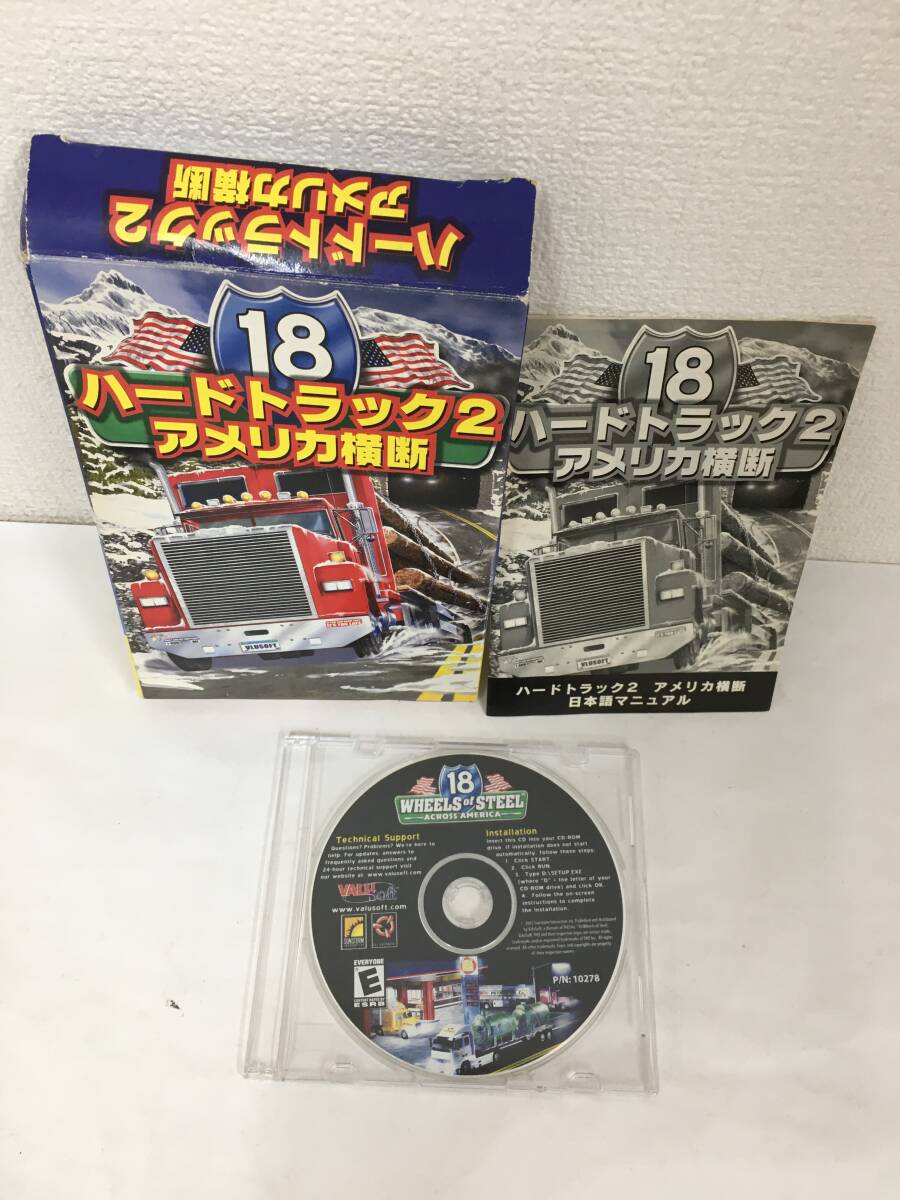 ハードトラック2
アメリカ横断
18
ハードトラック2
アメリカ横断
VLUSOFT
18
ハードトラック2
アメリカ横断
VLUSOFT
ハードトラック2 アメリカ横断
日本語マニュアル
18
WHEELS of STEEL
ACROSS AMERICA
Technical Support
Questions? Problems? We're here to
help. For updates, answers to
frequently asked questions and
24-hour technical support visit
our website at www.valusoft.com
VALU
Soft
www.valusoft.com
Installation
Insert this CD into your CD-ROM
drive. If installation does not start
automatically, follow these steps:
1. Click START
2. Click RUN
3. Type D:\SETUP.EXE
(where "D" = the letter of your
CD-ROM drive) and click OK.
4. Follow the on-screen
instructions to complete
the installation.
SUNSTORM
EVERYONE
E
CONTENT RATED BY
ESRB
P/N: 10278